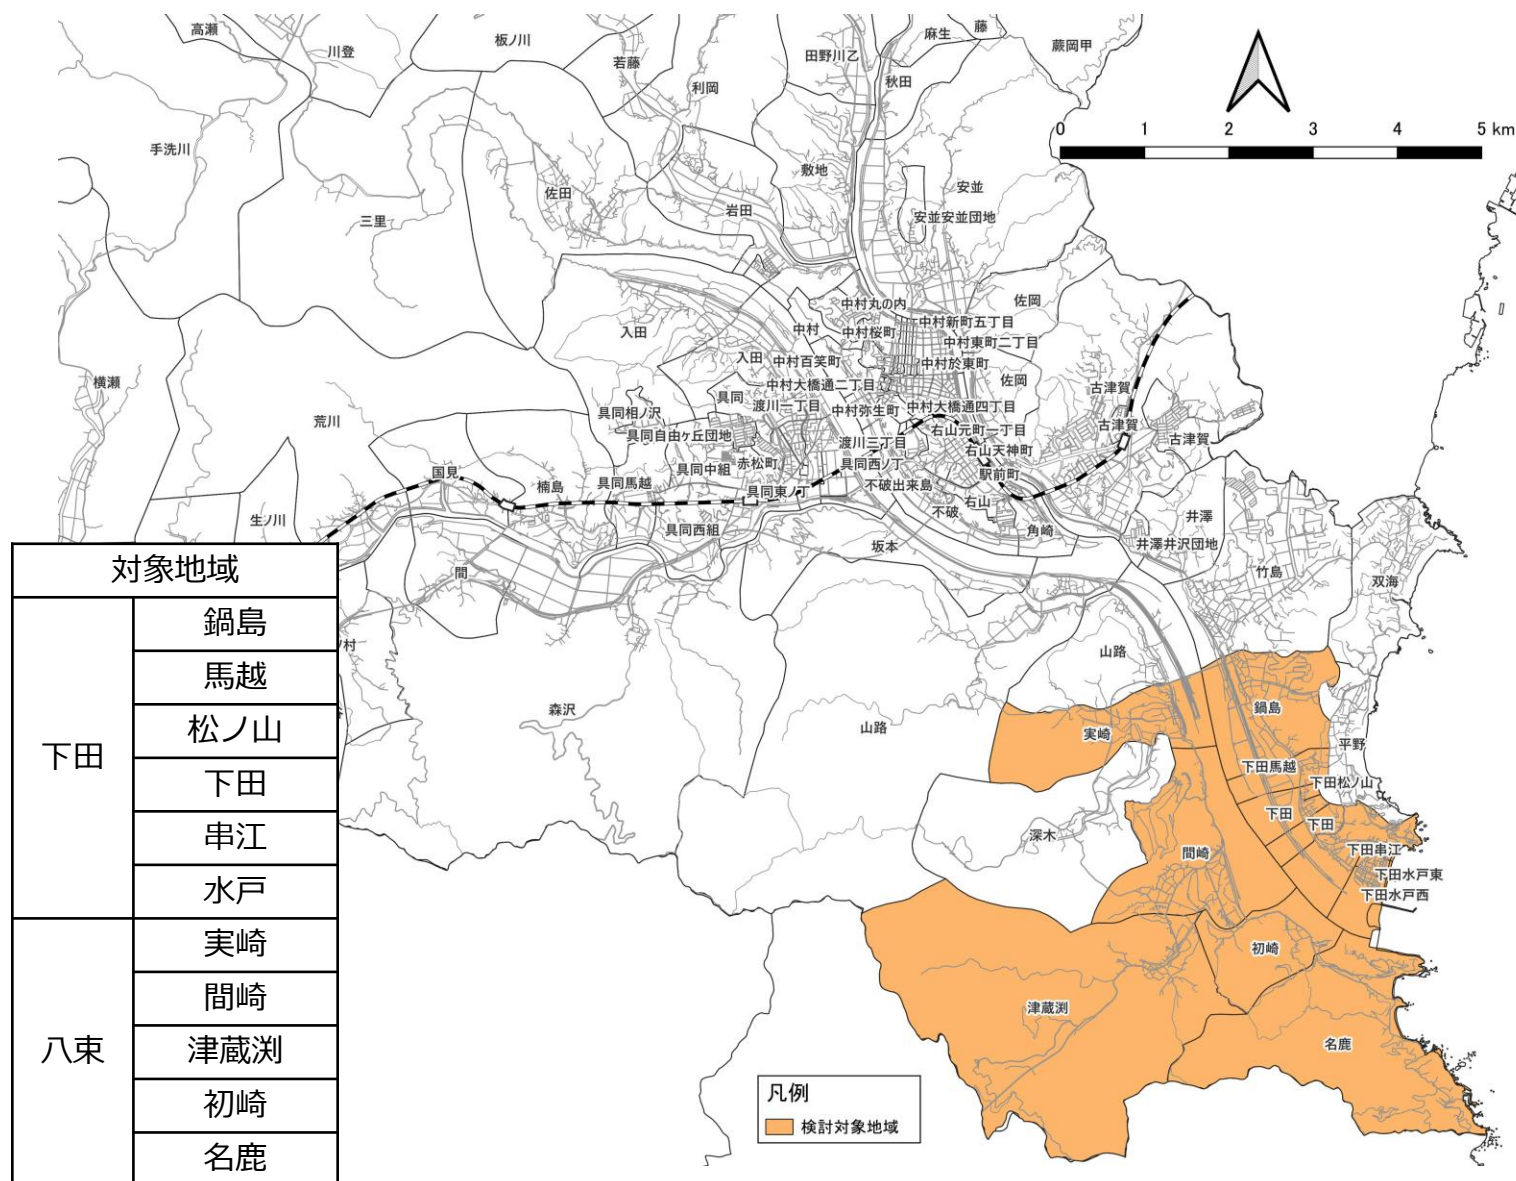 高瀬
川登
板ノ川
若藤
利岡
田野川乙
麻生
藤
秋田
蕨岡甲
0 1 2 3 4 5 km
手洗川
三里
佐田
岩田
敷地
安並
安並安並団地
佐岡
中村丸の内
中村新町五丁目
中村
中村桜町
中村東町二丁目
入田
入田
中村百笑町
中村於東町
佐岡
古津賀
中村大橋通二丁目
横瀬
荒川
具同
渡川一丁目
中村弥生町
中村大橋通四丁目
具同相ノ沢
具同自由ヶ丘団地
右山元町一丁目
古津賀
古津賀
渡川三丁目
右山天神町
国見
楠島
具同馬越
具同中組
赤松町
具同西ノ丁
駅前町
具同東ノ丁
不破出来島
右山
不破
生ノ川
具同西組
坂本
角崎
井澤
井澤井沢団地
間
竹島
双海
村
山路
森沢
山路
実崎
鍋島
平野
下田馬越
下田松ノ山
下田
下田
深木
間崎
下田串江
下田水戸東
下田水戸西
初崎
津蔵渕
名鹿
対象地域
下田
鍋島
馬越
松ノ山
下田
串江
水戸
八束
実崎
間崎
津蔵渕
初崎
名鹿
凡例
検討対象地域